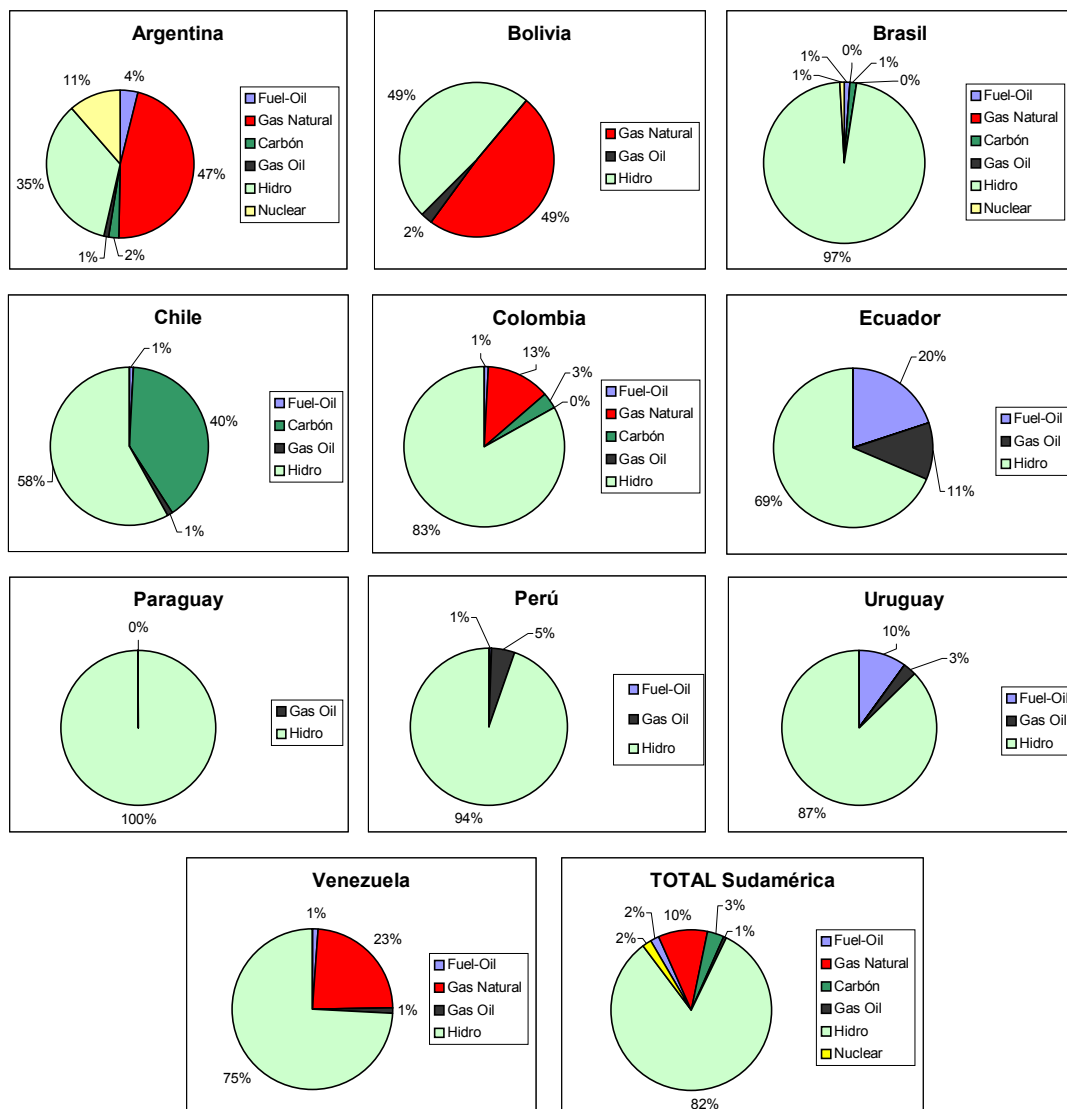 Argentina
11%
4%
35%
47%
1%
2%
Fuel-Oil
Gas Natural
Carbón
Gas Oil
Hidro
Nuclear
Bolivia
49%
2%
49%
Gas Natural
Gas Oil
Hidro
Brasil
1%
1%
0%
1%
0%
97%
Fuel-Oil
Gas Natural
Carbón
Gas Oil
Hidro
Nuclear
Chile
1%
40%
58%
1%
Fuel-Oil
Carbón
Gas Oil
Hidro
Colombia
1%
13%
3%
0%
83%
Fuel-Oil
Gas Natural
Carbón
Gas Oil
Hidro
Ecuador
20%
11%
69%
Fuel-Oil
Gas Oil
Hidro
Paraguay
0%
100%
Gas Oil
Hidro
Perú
1%
5%
94%
Fuel-Oil
Gas Oil
Hidro
Uruguay
10%
3%
87%
Fuel-Oil
Gas Oil
Hidro
Venezuela
1%
23%
1%
75%
Fuel-Oil
Gas Natural
Gas Oil
Hidro
TOTAL Sudamérica
2%
2%
10%
3%
1%
82%
Fuel-Oil
Gas Natural
Carbón
Gas Oil
Hidro
Nuclear